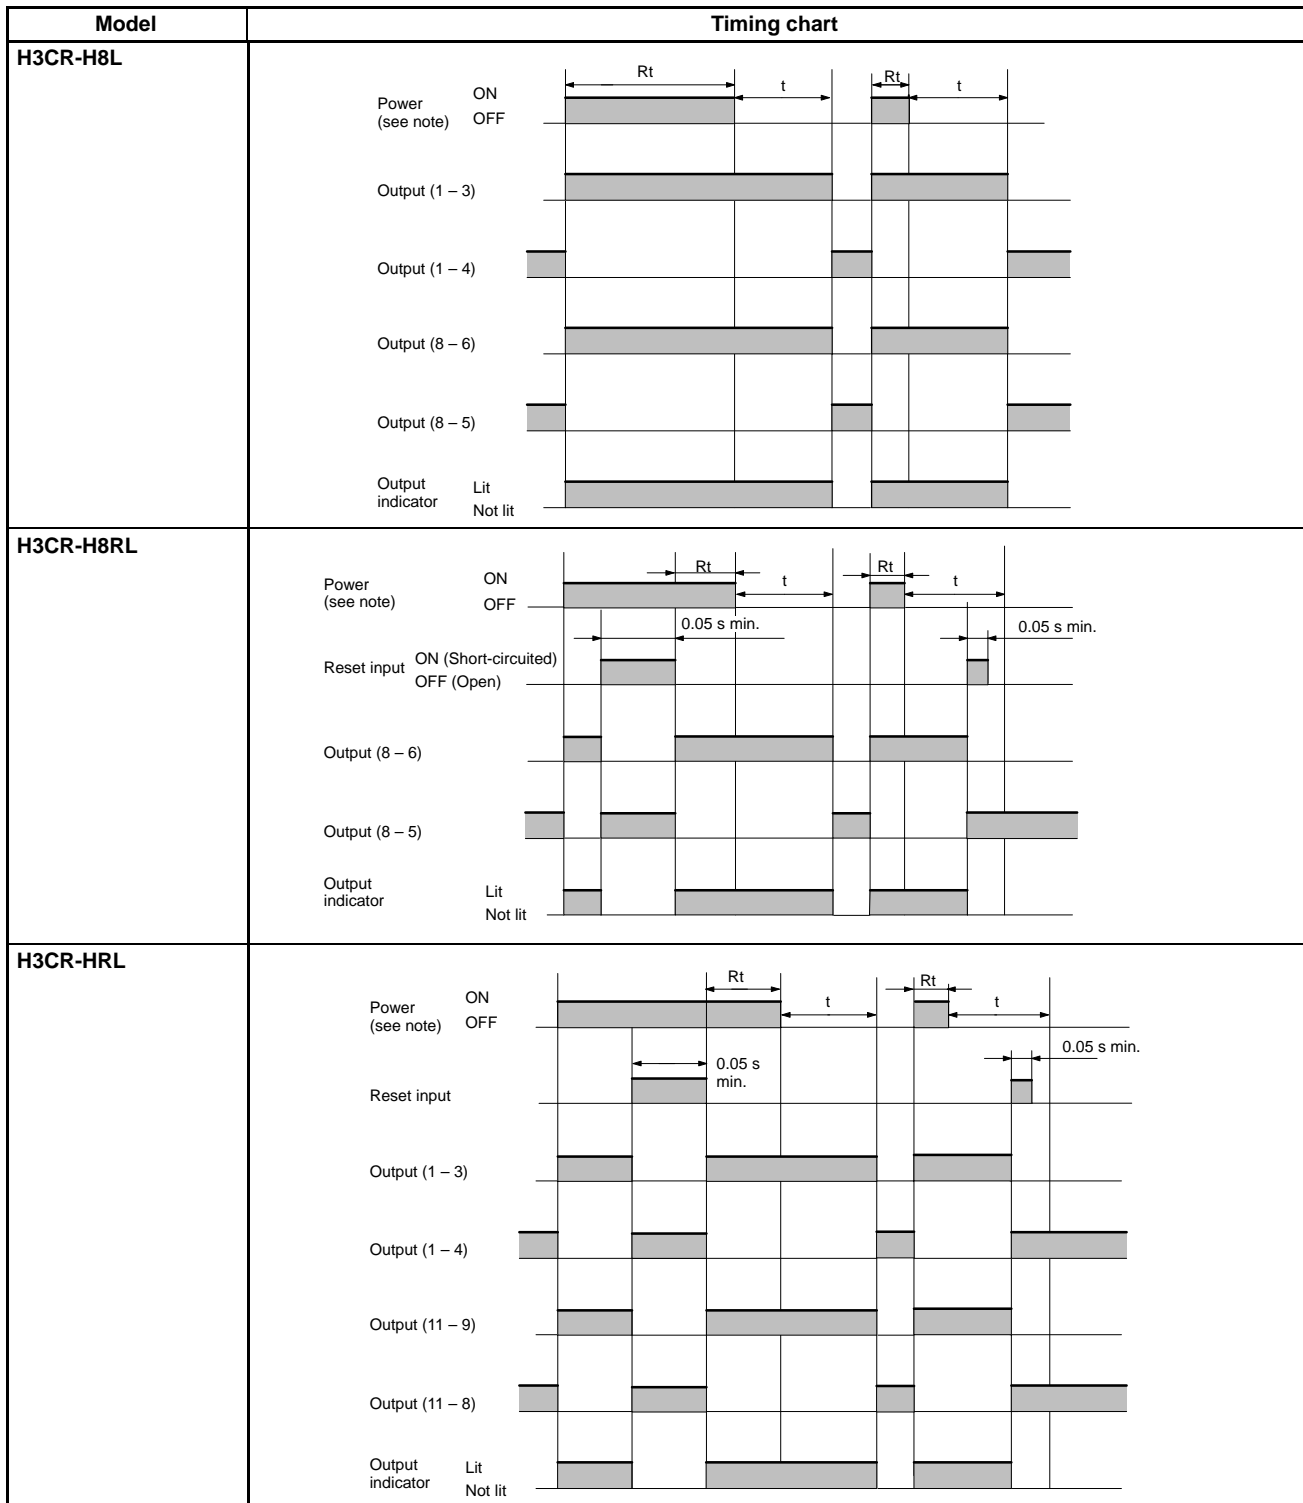 Model Timing chart
H3CR-H8L
Rt t Rt t
Power ON
(see note) OFF
Output (1 – 3)
Output (1 – 4)
Output (8 – 6)
Output (8 – 5)
Output
indicator Lit
Not lit
H3CR-H8RL
Rt t Rt t
Power ON
(see note) OFF
0.05 s min. 0.05 s min.
Reset input ON (Short-circuited)
OFF (Open)
Output (8 – 6)
Output (8 – 5)
Output
indicator Lit
Not lit
H3CR-HRL
Rt t Rt t
Power ON
(see note) OFF
0.05 s min.
0.05 s
min.
Reset input
Output (1 – 3)
Output (1 – 4)
Output (11 – 9)
Output (11 – 8)
Output
indicator Lit
Not lit